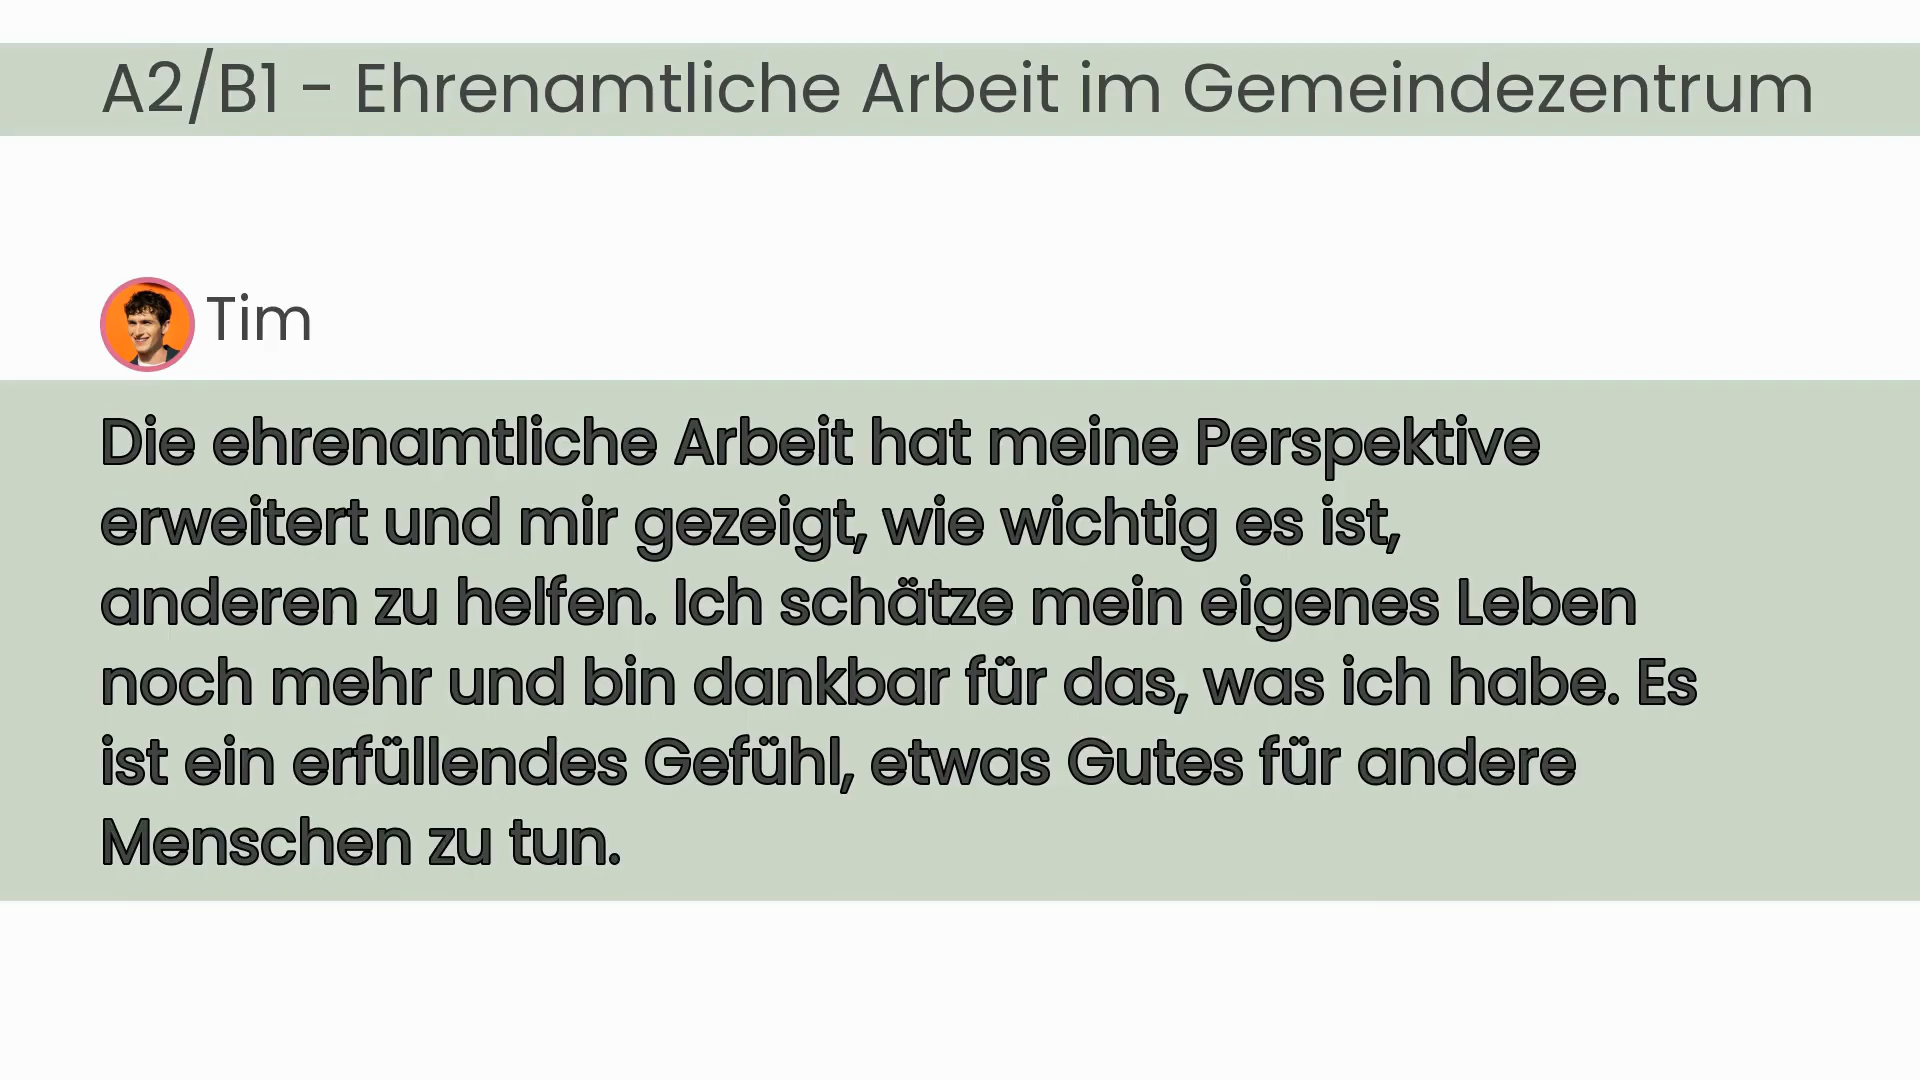 A2/B1 - Ehrenamtliche Arbeit im Gemeindezentrum
Tim
Die ehrenamtliche Arbeit hat meine Perspektive
erweitert und mir gezeigt, wie wichtig es ist,
anderen zu helfen. Ich schätze mein eigenes Leben
noch mehr und bin dankbar für das, was ich habe. Es
ist ein erfüllendes Gefühl, etwas Gutes für andere
Menschen zu tun.